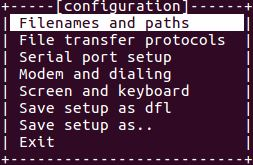 +-----[configuration]------+
| Filenames and paths |
| File transfer protocols |
| Serial port setup |
| Modem and dialing |
| Screen and keyboard |
| Save setup as dfl |
| Save setup as.. |
| Exit |
+--------------------------+